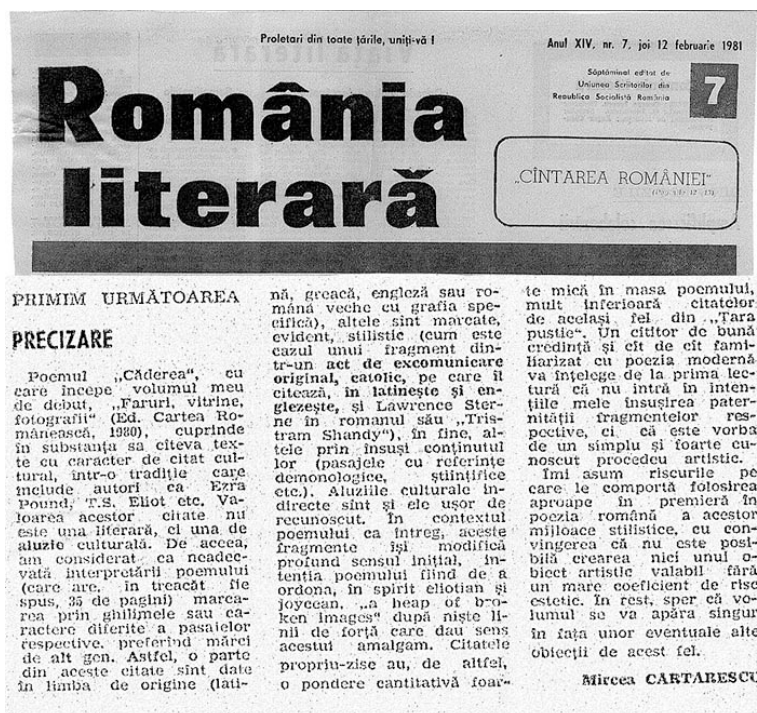 Proletari din toate țările, uniți-vă !
Anul XIV, nr. 7, joi 12 februarie 1981
Săptămînal editat de
Uniunea Scriitorilor din
Republica Socialistă România
7
România
literară
„CÎNTAREA ROMÂNIEI"
PRIMIM URMĂTOAREA
PRECIZARE
Poemul „Căderea", cu
care începe volumul meu
de debut, „Faruri, vitrine,
fotografii" (Ed. Cartea Ro-
mânească, 1980), cuprinde
în substanța sa cîteva tex-
te cu caracter de citat cul-
tural, într-o tradiție care
include autori ca Ezra
Pound, T.S. Eliot etc. Va-
loarea acestor citate nu
este una literară, ci una de
aluzie culturală. De aceea,
am considerat ca neadec-
vată interpretării poemului
(care are, în treacăt fie
spus, 35 de pagini) marca-
rea prin ghilimele sau ca-
ractere diferite a pasajelor
respective, preferînd mărci
de alt gen. Astfel, o parte
din aceste citate sînt date
în limba de origine (lati-
nă, greacă, engleză sau ro-
mână veche cu grafia spe-
cifică), altele sînt marcate,
evident, stilistic (cum este
cazul unui fragment din-
tr-un act de excomunicare
original, catolic, pe care îl
citează, în latinește și en-
glezește, și Lawrence Ster-
ne în romanul său „Tris-
tram Shandy"), în fine, al-
tele prin însuși conținutul
lor (pasajele cu referințe
demonologice, științifice
etc.). Aluziile culturale in-
directe sînt și ele ușor de
recunoscut. În contextul
poemului ca întreg, aceste
fragmente își modifică
profund sensul inițial, in-
tenția poemului fiind de a
ordona, în spirit eliotian și
joycean, „a heap of bro-
ken images" după niște li-
nii de forță care dau sens
acestui amalgam. Citatele
propriu-zise au, de altfel,
o pondere cantitativă foar-
te mică în masa poemului,
mult inferioară citatelor
de același fel din „Țara
pustie". Un cititor de bună
credință și cît de cît fami-
liarizat cu poezia modernă
va înțelege de la prima lec-
tură că nu intră în inten-
țiile mele însușirea pater-
nității fragmentelor res-
pective, ci că este vorba
de un simplu și foarte cu-
noscut procedeu artistic.
Îmi asum riscurile pe
care le comportă folosirea
aproape în premieră în
poezia română a acestor
mijloace stilistice, cu con-
vingerea că nu este posi-
bilă crearea nici unui o-
biect artistic valabil fără
un mare coeficient de risc
estetic. În rest, sper că vo-
lumul se va apăra singur
în fața unor eventuale alte
obiecții de acest fel.
Mircea CĂRTĂRESCU